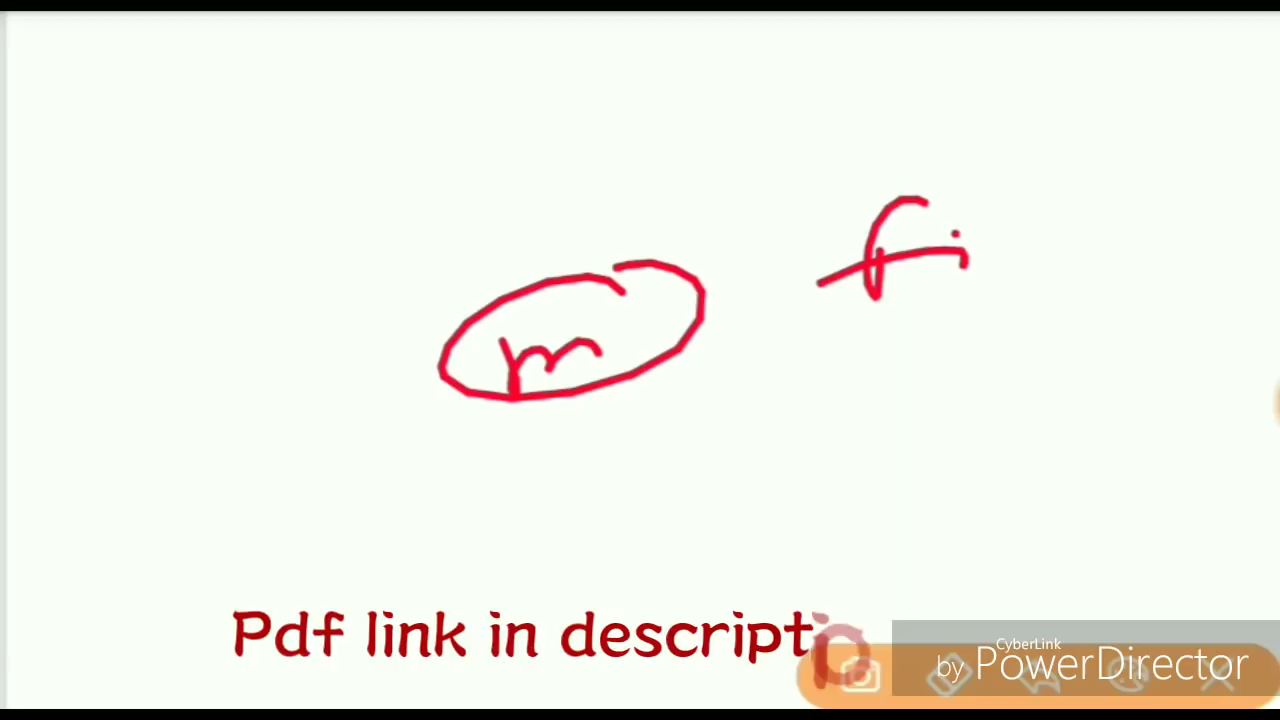 fi
m
Pdf link in descripti
CyberLink
by PowerDirector